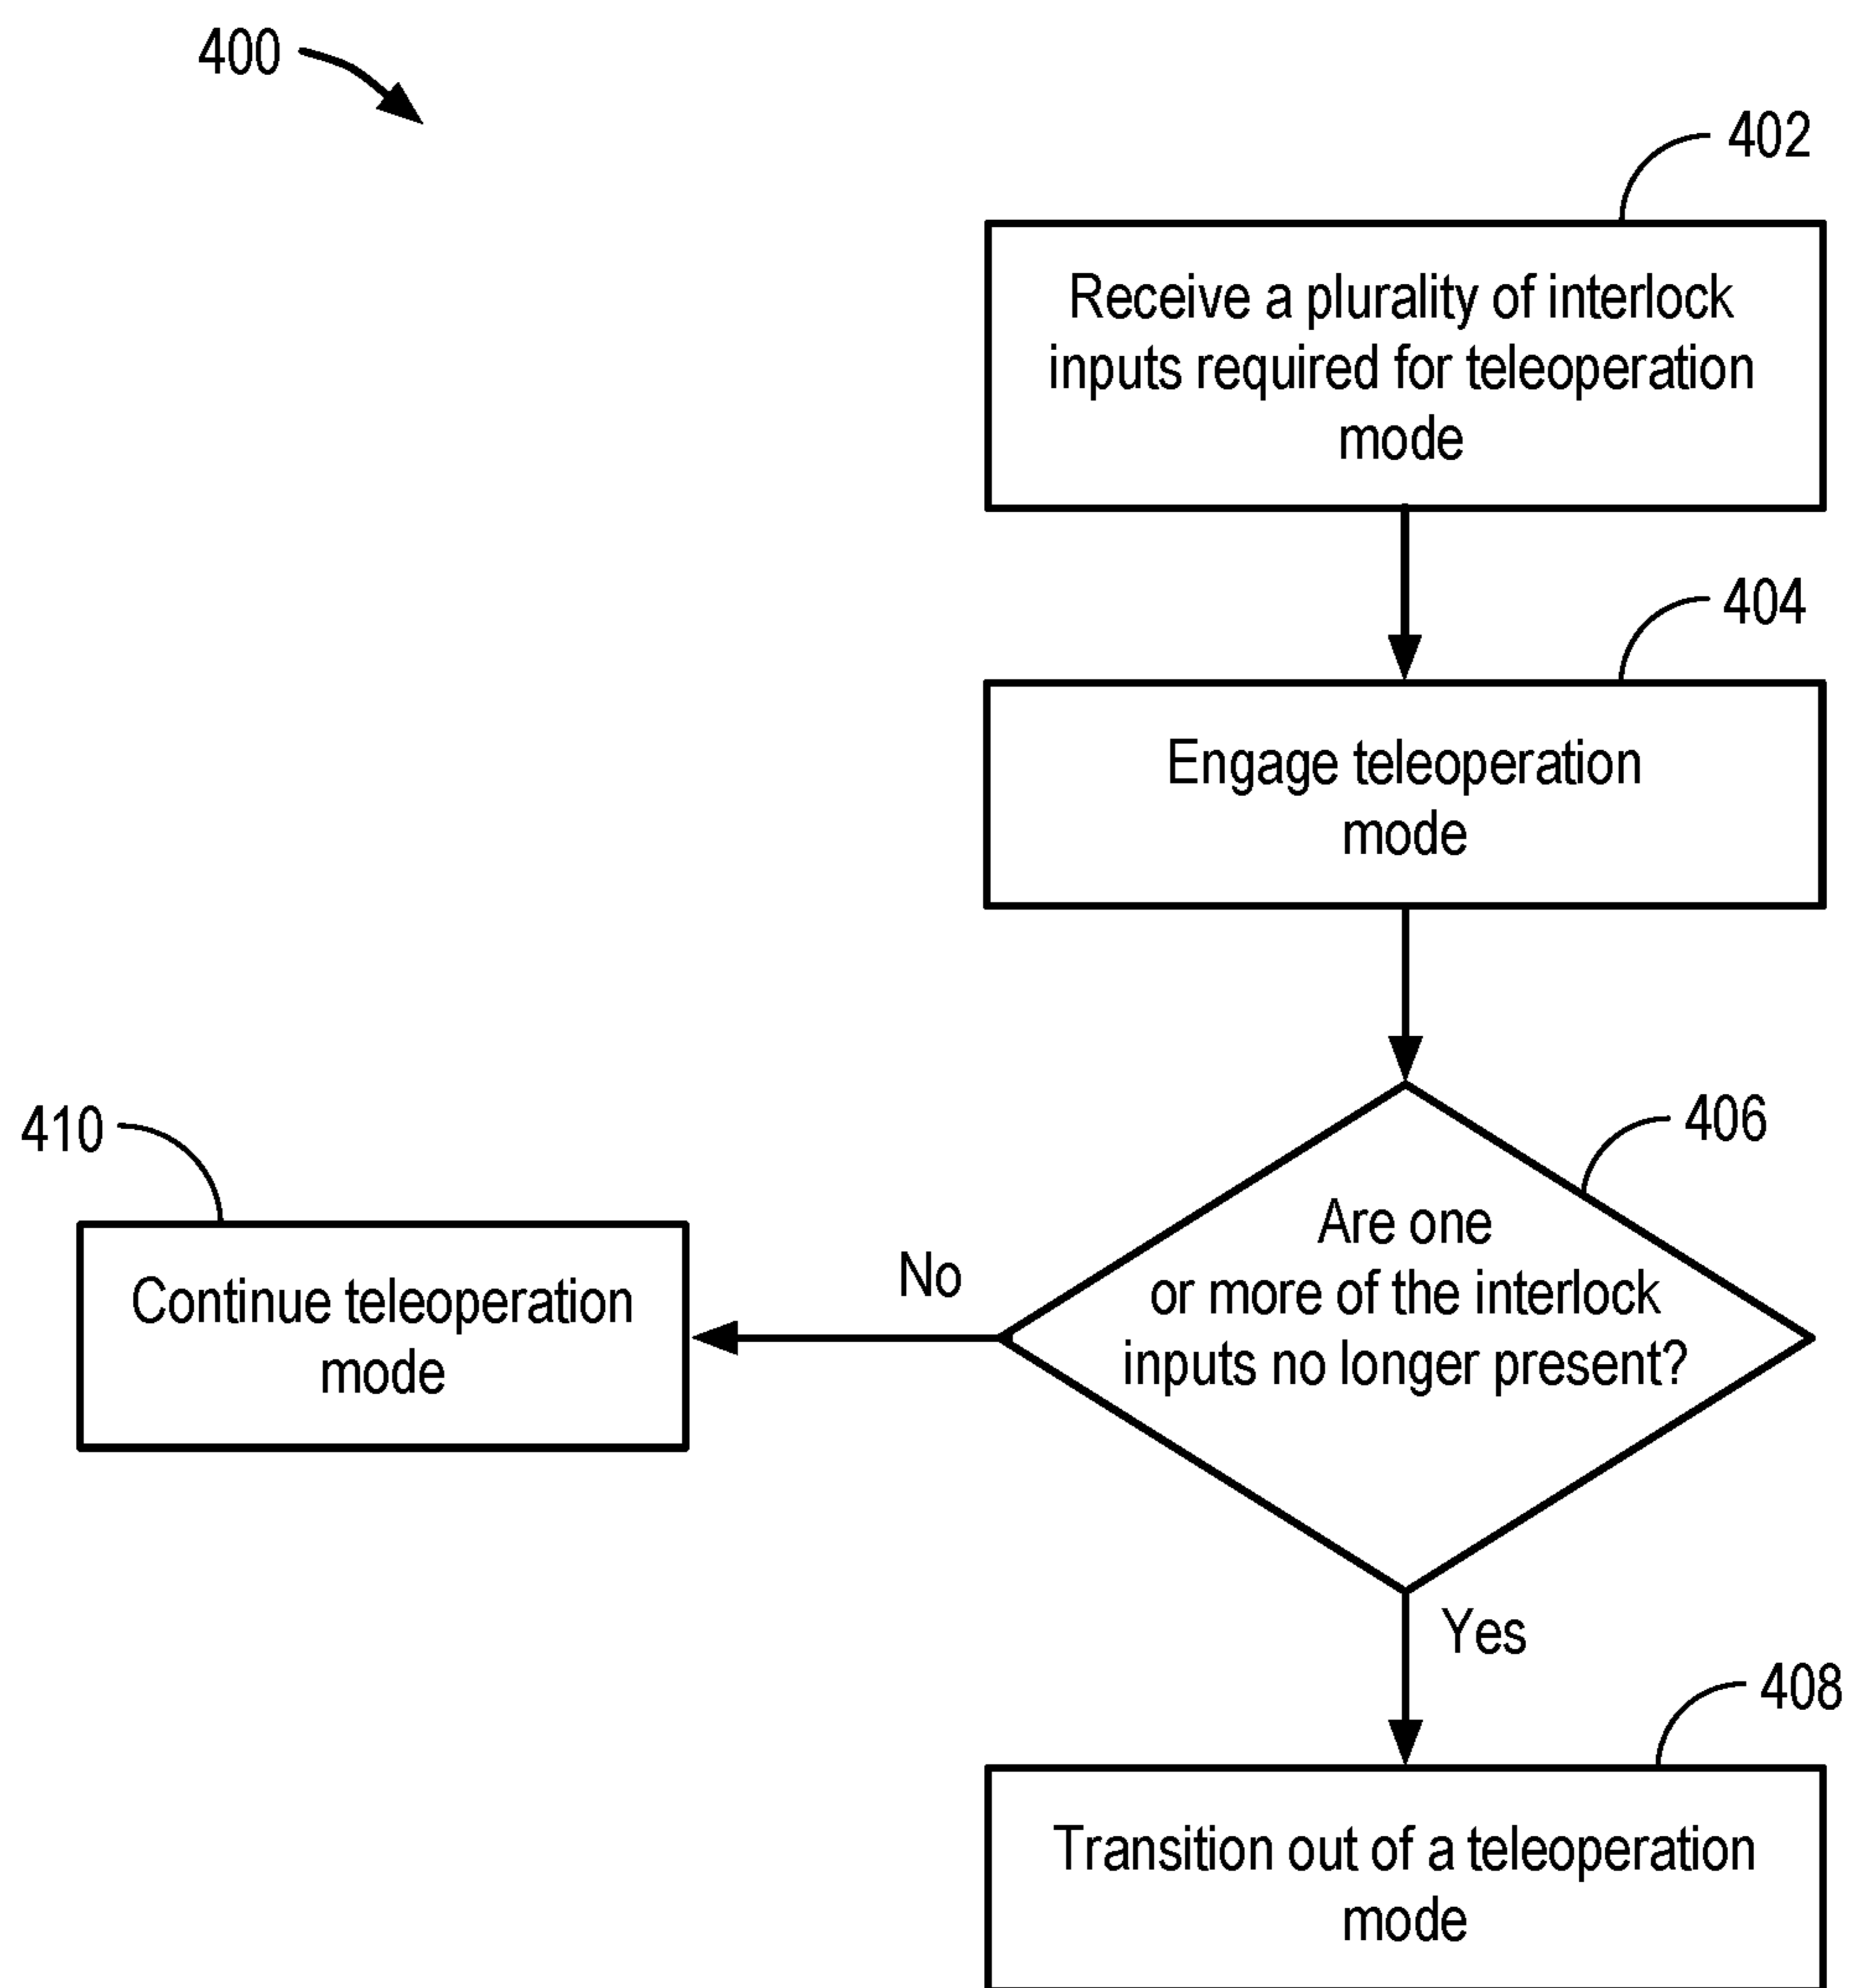 400
402
Receive a plurality of interlock
inputs required for teleoperation
mode
404
Engage teleoperation
mode
406
Are one
or more of the interlock
inputs no longer present?
410
No
Continue teleoperation
mode
Yes
408
Transition out of a teleoperation
mode